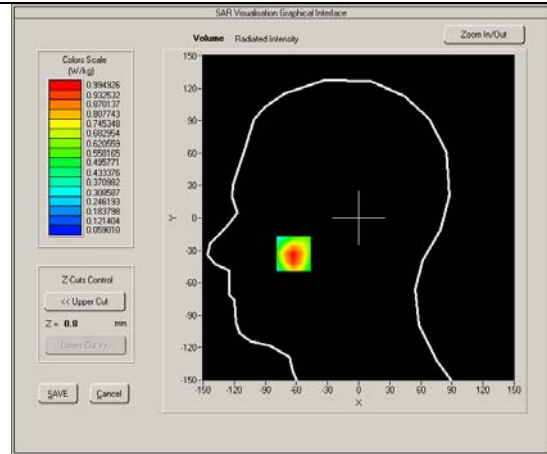 SAR Visualisation Graphical Interface
Volume Radiated Intensity
Zoom In/Out
Colors Scale
(W/kg)
0.994926
0.932532
0.870137
0.807743
0.745348
0.682954
0.620559
0.558165
0.495771
0.433376
0.370982
0.308587
0.246193
0.183798
0.121404
0.059010
Z Cuts Control
<< Upper Cut
Z = 0.0 mm
Lower Cut >>
SAVE
Cancel
150-
120-
90-
60-
30-
0-
-30-
-60-
-90-
-120-
-150-
Y
-150 -120 -90 -60 -30 0 30 60 90 120 150
X